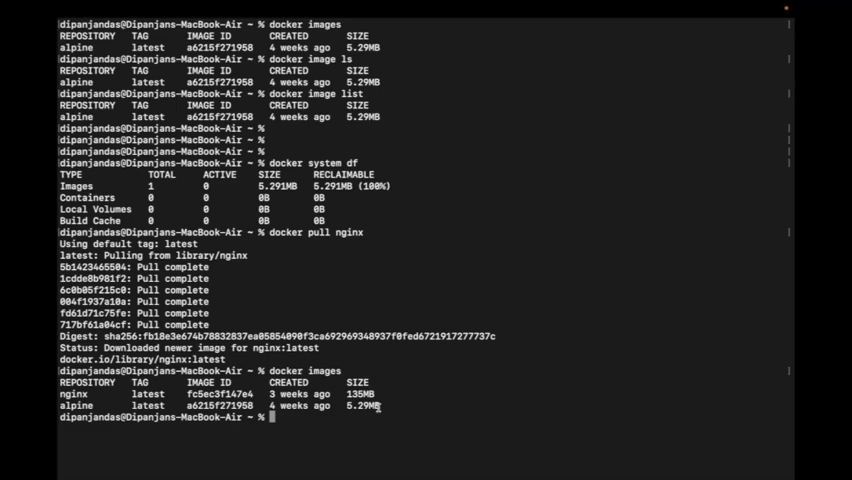 dipanjandas@Dipanjans-MacBook-Air ~ % docker images
REPOSITORY TAG IMAGE ID CREATED SIZE
alpine latest a6215f271958 4 weeks ago 5.29MB
dipanjandas@Dipanjans-MacBook-Air ~ % docker image ls
REPOSITORY TAG IMAGE ID CREATED SIZE
alpine latest a6215f271958 4 weeks ago 5.29MB
dipanjandas@Dipanjans-MacBook-Air ~ % docker image list
REPOSITORY TAG IMAGE ID CREATED SIZE
alpine latest a6215f271958 4 weeks ago 5.29MB
dipanjandas@Dipanjans-MacBook-Air ~ %
dipanjandas@Dipanjans-MacBook-Air ~ %
dipanjandas@Dipanjans-MacBook-Air ~ %
dipanjandas@Dipanjans-MacBook-Air ~ % docker system df
TYPE TOTAL ACTIVE SIZE RECLAIMABLE
Images 1 0 5.291MB 5.291MB (100%)
Containers 0 0 0B 0B
Local Volumes 0 0 0B 0B
Build Cache 0 0 0B 0B
dipanjandas@Dipanjans-MacBook-Air ~ % docker pull nginx
Using default tag: latest
latest: Pulling from library/nginx
5b1423465504: Pull complete
1cdde8b981f2: Pull complete
6c0b05f215c0: Pull complete
004f1937a10a: Pull complete
fd61d71c75fe: Pull complete
717bf61a04cf: Pull complete
Digest: sha256:fb18e3e674b78832837ea05854090f3ca692969348937f0fed6721917277737c
Status: Downloaded newer image for nginx:latest
docker.io/library/nginx:latest
dipanjandas@Dipanjans-MacBook-Air ~ % docker images
REPOSITORY TAG IMAGE ID CREATED SIZE
nginx latest fc5ec3f147e4 3 weeks ago 135MB
alpine latest a6215f271958 4 weeks ago 5.29MB
dipanjandas@Dipanjans-MacBook-Air ~ %